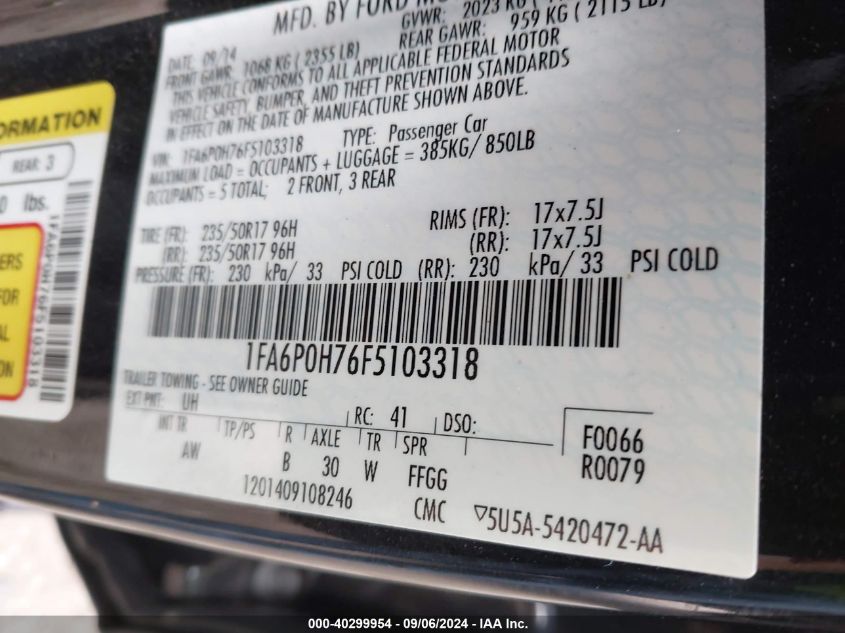 MFD. BY FORD MO
DATE: 09/14 GVWR: 2023 KG (
FRONT GAWR: 1068 KG ( 2355 LB) REAR GAWR: 959 KG ( 2115 LB)
THIS VEHICLE CONFORMS TO ALL APPLICABLE FEDERAL MOTOR
VEHICLE SAFETY, BUMPER, AND THEFT PREVENTION STANDARDS
IN EFFECT ON THE DATE OF MANUFACTURE SHOWN ABOVE.
VIN: 1FA6P0H76F5103318 TYPE: Passenger Car
MAXIMUM LOAD = OCCUPANTS + LUGGAGE = 385KG/ 850LB
OCCUPANTS = 5 TOTAL; 2 FRONT, 3 REAR
TIRE (FR): 235/50R17 96H RIMS (FR): 17x7.5J
(RR): 235/50R17 96H (RR): 17x7.5J
PRESSURE (FR): 230 kPa/ 33 PSI COLD (RR): 230 kPa/ 33 PSI COLD
1FA6P0H76F5103318
TRAILER TOWING - SEE OWNER GUIDE
EXT PNT: UH RC: 41 DSO:
INT TR TP/PS R AXLE TR SPR F0066
AW B 30 W FFGG R0079
1201409108246 CMC ▽5U5A-5420472-AA
ORMATION
REAR: 3
0 lbs.
ERS
FOR
AL
ION
1FA6P0H76F5103318
000-40299954 - 09/06/2024 - IAA Inc.